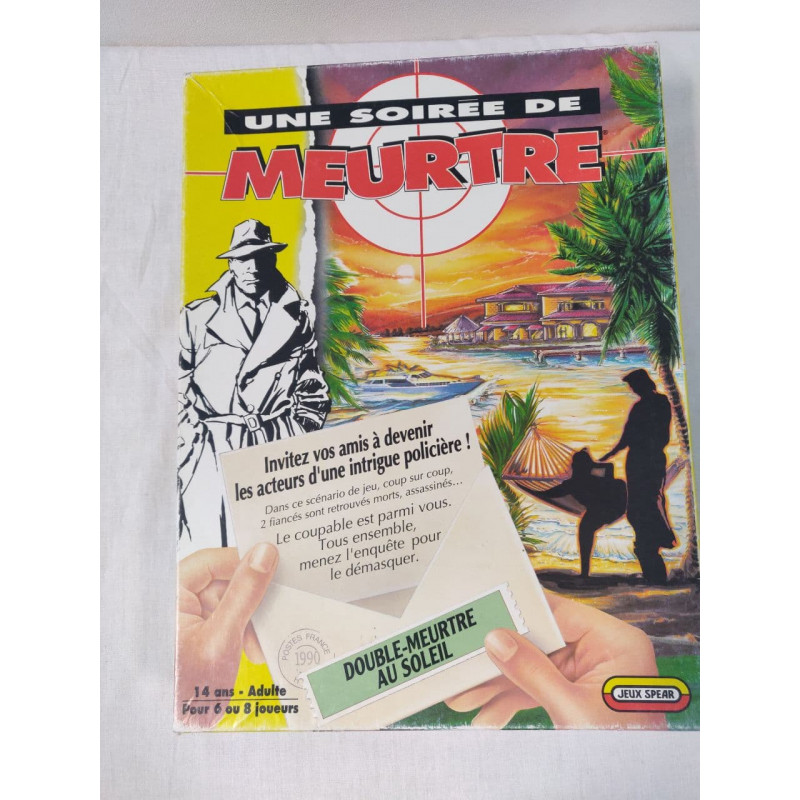 UNE SOIRÉE DE
MEURTRE®
Invitez vos amis à devenir
les acteurs d'une intrigue policière !
Dans ce scénario de jeu, coup sur coup,
2 fiancés sont retrouvés morts, assassinés...
Le coupable est parmi vous.
Tous ensemble,
menez l'enquête pour
le démasquer.
POSTES FRANCE
1990
DOUBLE-MEURTRE
AU SOLEIL
14 ans - Adulte
Pour 6 ou 8 joueurs
JEUX SPEAR